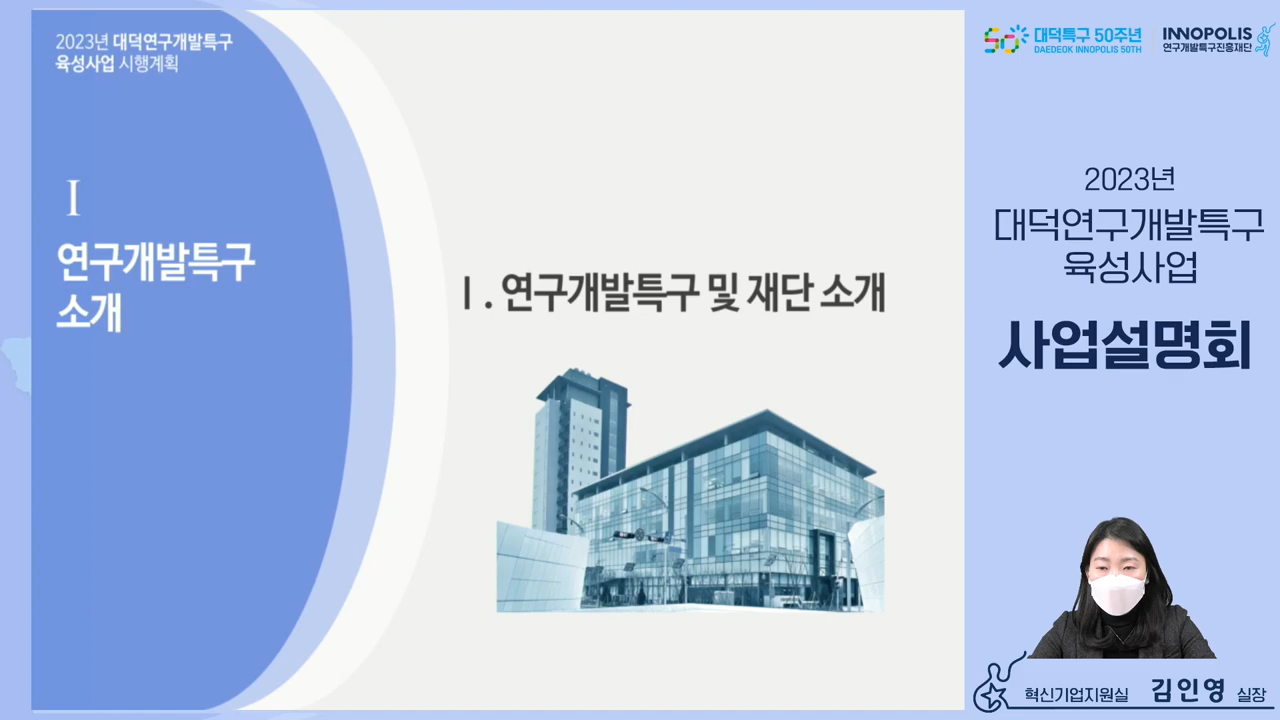 2023년 대덕연구개발특구
육성사업 시행계획
I
연구개발특구
소개
Ⅰ. 연구개발특구 및 재단 소개
50 대덕특구 50주년
DAEDEOK INNOPOLIS 50TH
INNOPOLIS
연구개발특구진흥재단
2023년
대덕연구개발특구
육성사업
사업설명회
혁신기업지원실 김인영 실장